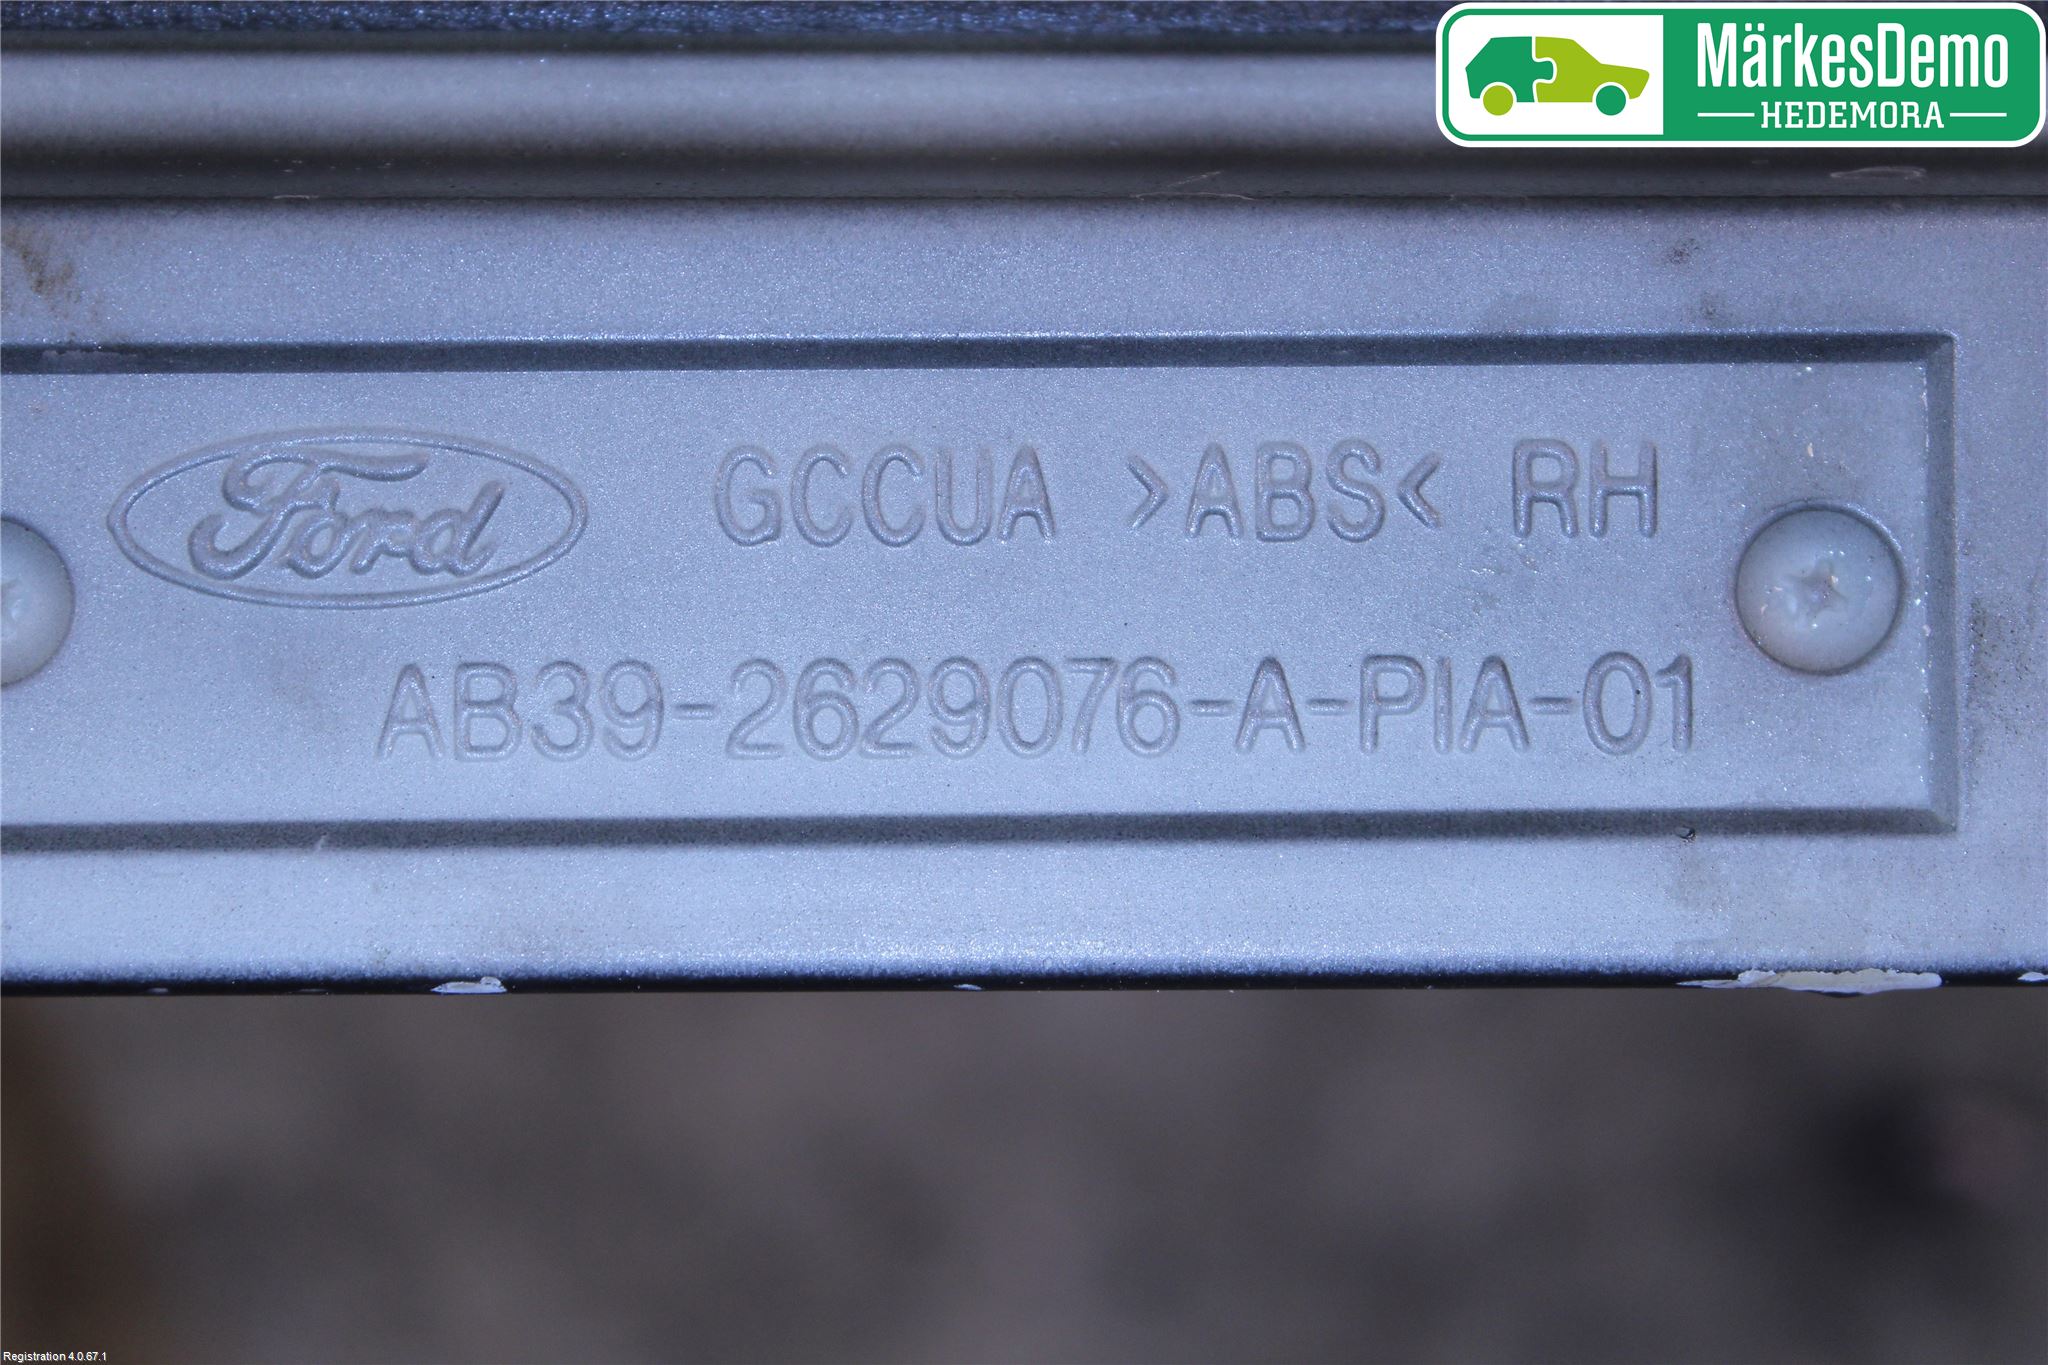 MärkesDemo
HEDEMORA
Ford GCCUA >ABS< RH
AB39-2629076-A-PIA-01
Registration 4.0.67.1